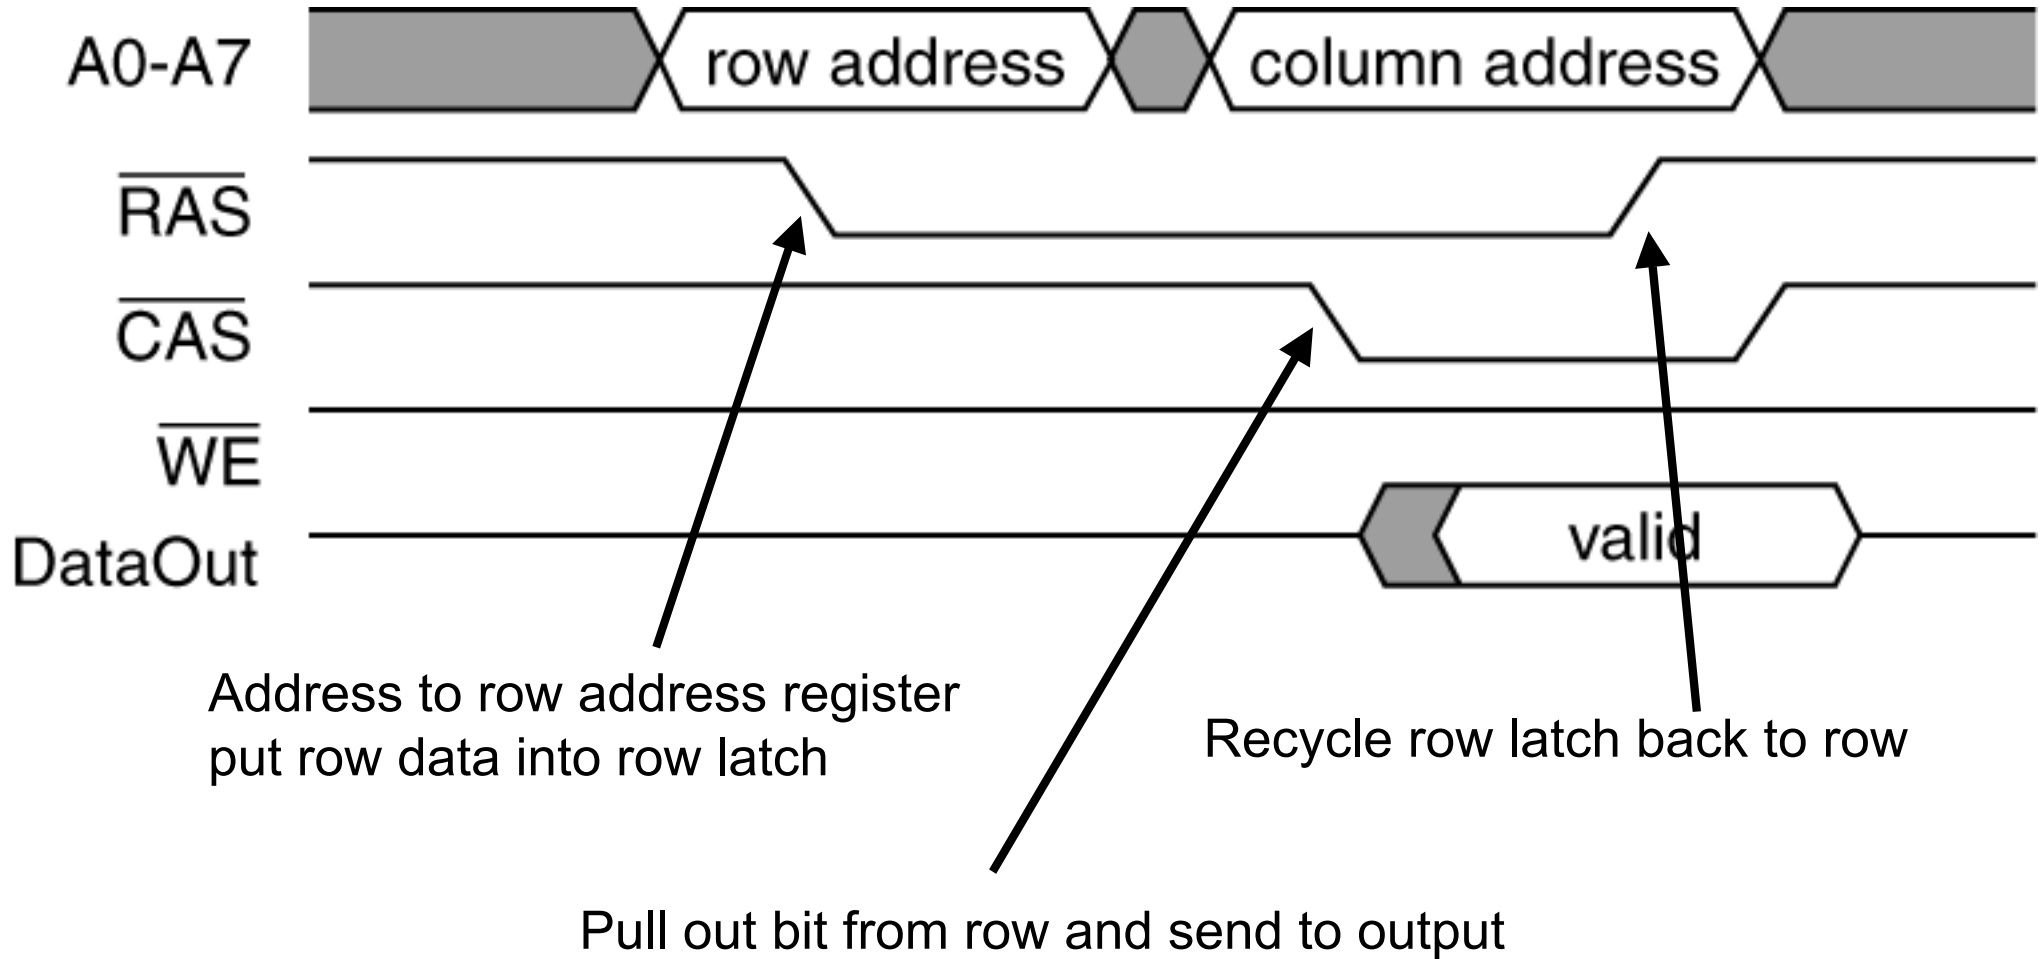 A0-A7
row address
column address
RAS
CAS
WE
DataOut
valid
Address to row address register
put row data into row latch
Recycle row latch back to row
Pull out bit from row and send to output